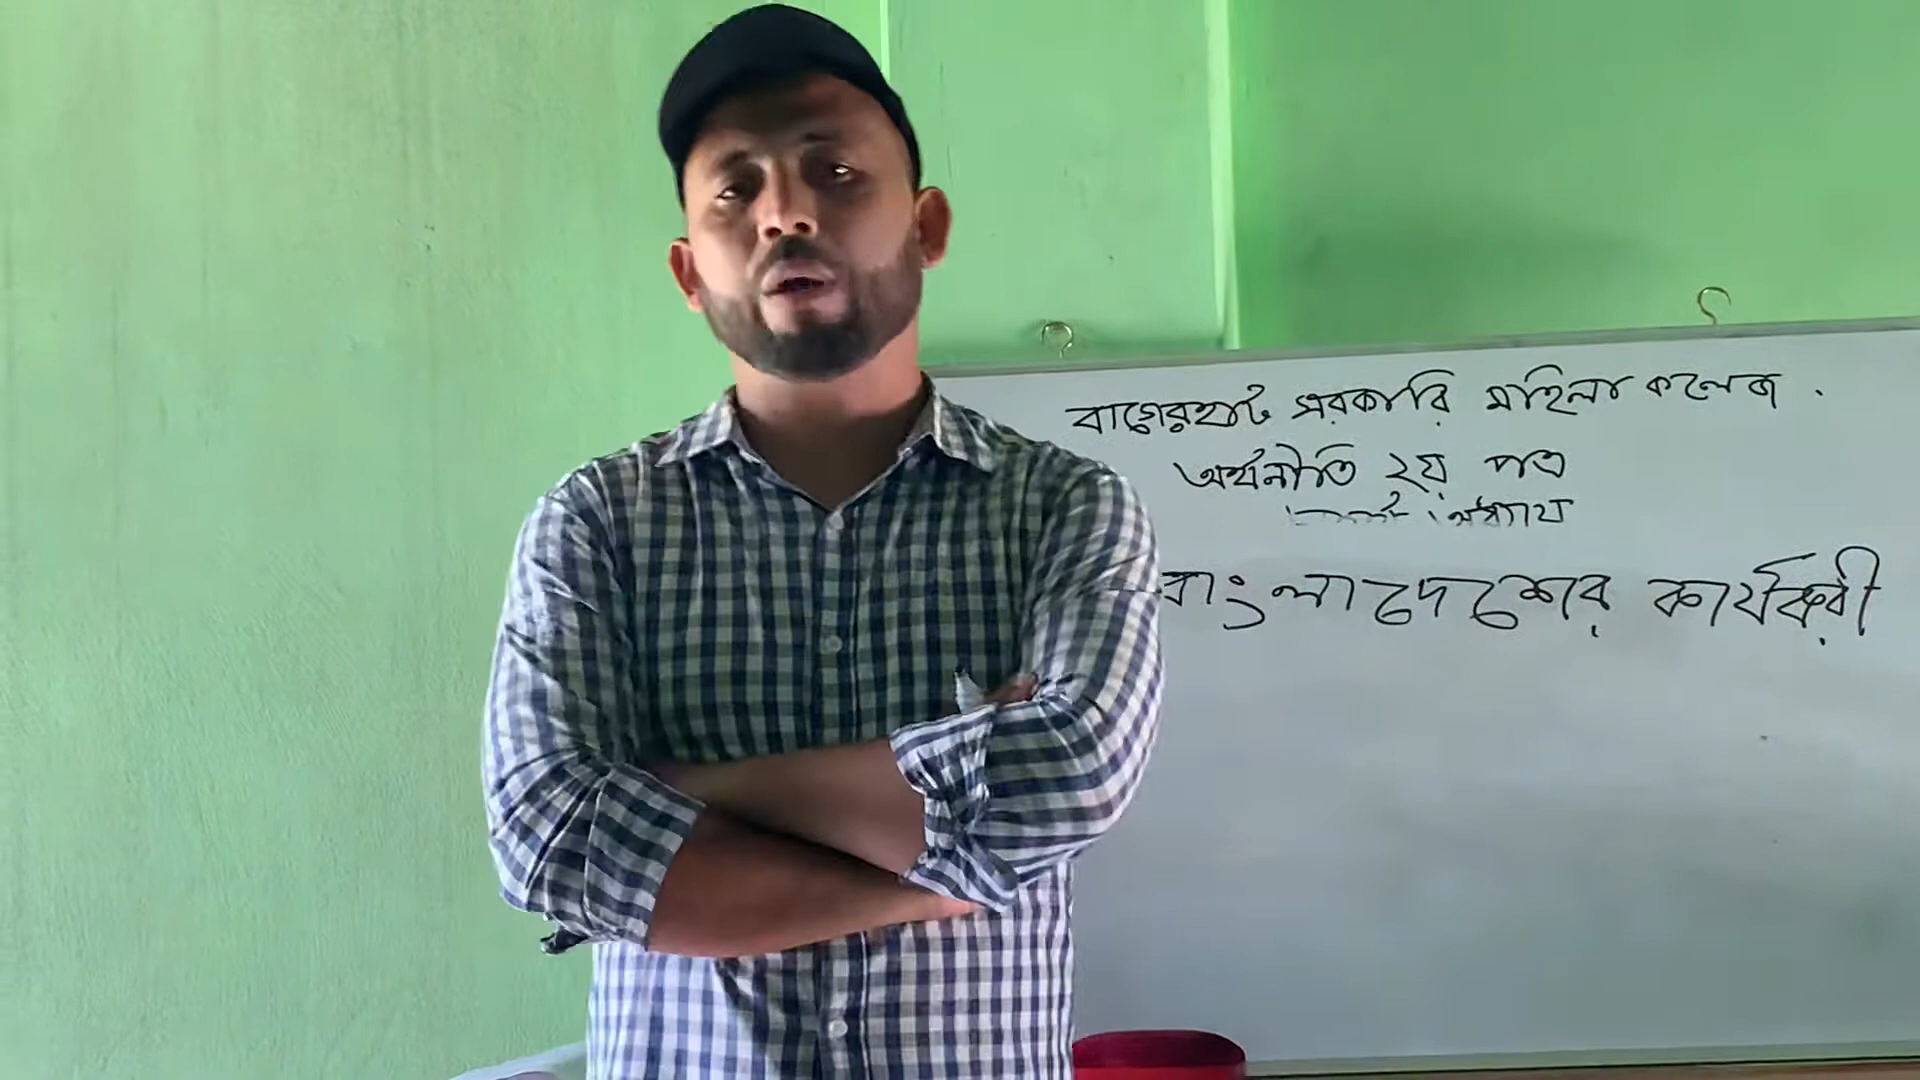 বাগেরহাট সরকারি মহিলা কলেজ.
অর্থনীতি ২য় পত্র
অধ্যায়
বাংলাদেশের কার্যকরী